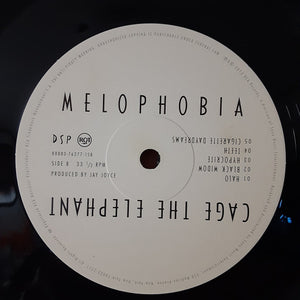 MELOPHOBIA
DSP RCA
SIDE B 33 1/3 RPM
PRODUCED BY JAY JOYCE
CAGE THE ELEPHANT
01 HALO
02 BLACK WIDOW
03 HYPOCRITE
04 TEETH
05 CIGARETTE DAYDREAMS